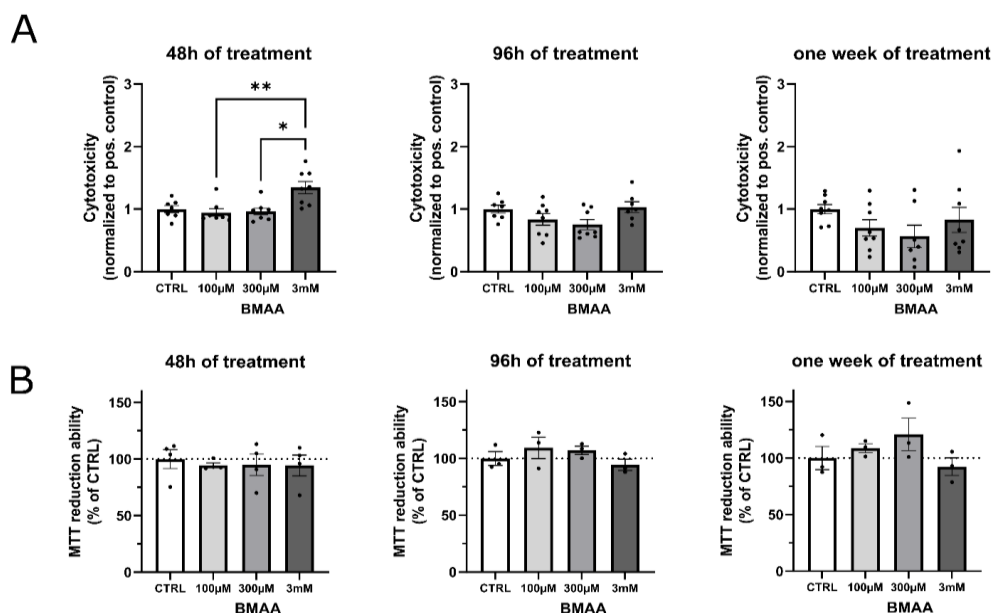 A
48h of treatment
Cytotoxicity
(normalized to pos. control)
3
2
1
0
**
*
CTRL 100µM 300µM 3mM
BMAA
96h of treatment
Cytotoxicity
(normalized to pos. control)
3
2
1
0
CTRL 100µM 300µM 3mM
BMAA
one week of treatment
Cytotoxicity
(normalized to pos. control)
3
2
1
0
CTRL 100µM 300µM 3mM
BMAA
B
48h of treatment
MTT reduction ability
(% of CTRL)
150
100
50
0
CTRL 100µM 300µM 3mM
BMAA
96h of treatment
MTT reduction ability
(% of CTRL)
150
100
50
0
CTRL 100µM 300µM 3mM
BMAA
one week of treatment
MTT reduction ability
(% of CTRL)
150
100
50
0
CTRL 100µM 300µM 3mM
BMAA